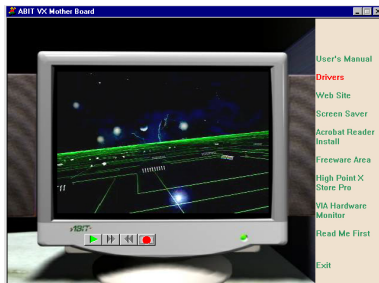 ABIT VX Mother Board
User's Manual
Drivers
Web Site
Screen Saver
Acrobat Reader
Install
Freeware Area
High Point X
Store Pro
VIA Hardware
Monitor
Read Me First
Exit
ABIT